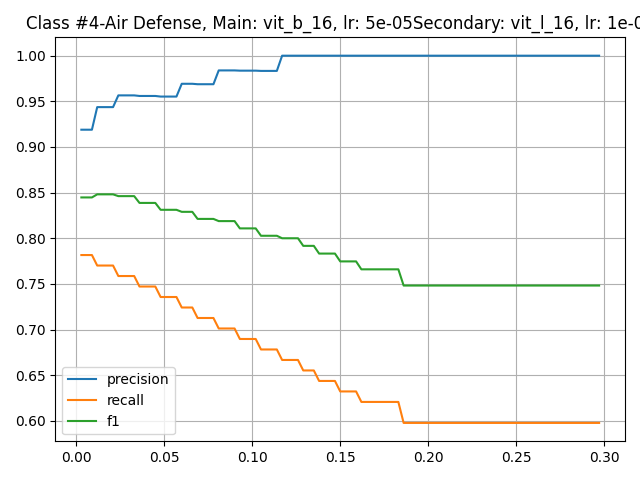 Class #4-Air Defense, Main: vit_b_16, lr: 5e-05Secondary: vit_l_16, lr: 1e-0
1.00
0.95
0.90
0.85
0.80
0.75
0.70
0.65
0.60
precision
recall
f1
0.00 0.05 0.10 0.15 0.20 0.25 0.30